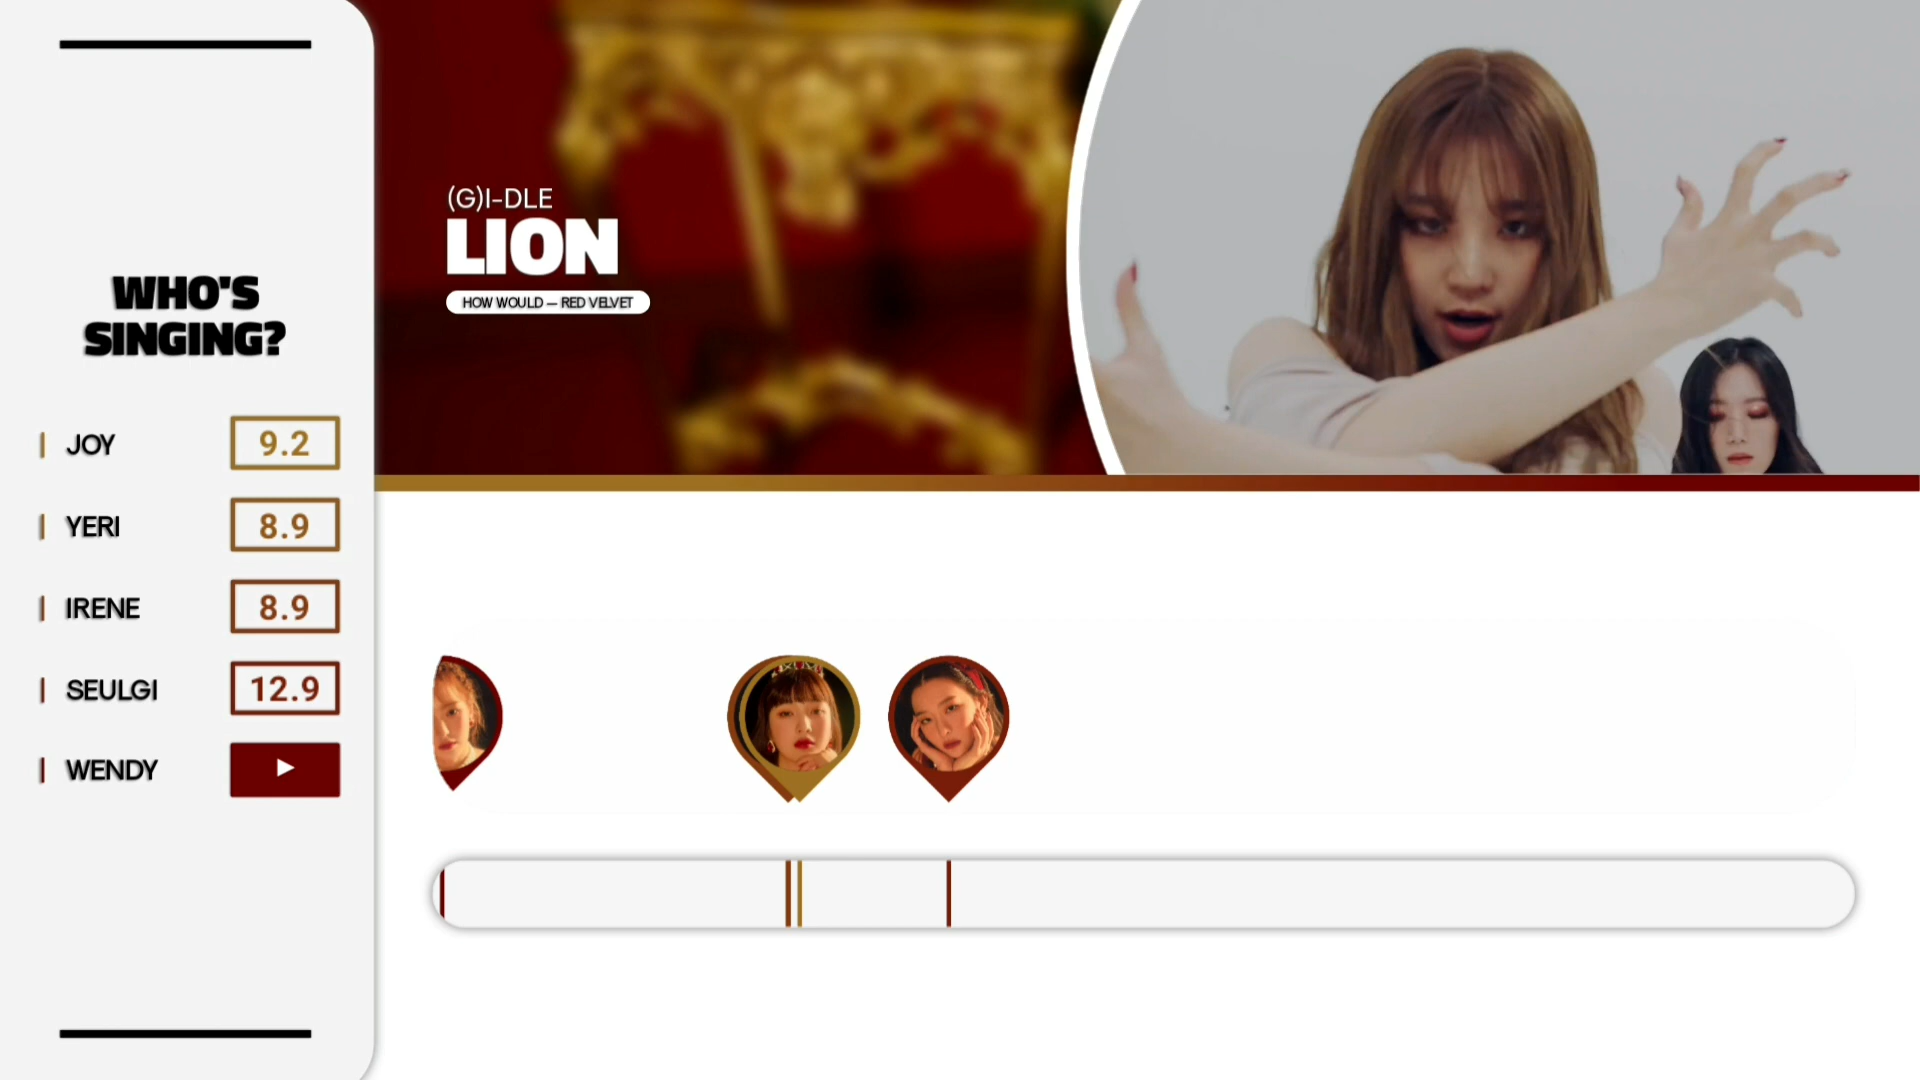 WHO'S
SINGING?
JOY 9.2
YERI 8.9
IRENE 8.9
SEULGI 12.9
WENDY
(G)I-DLE
LION
HOW WOULD — RED VELVET